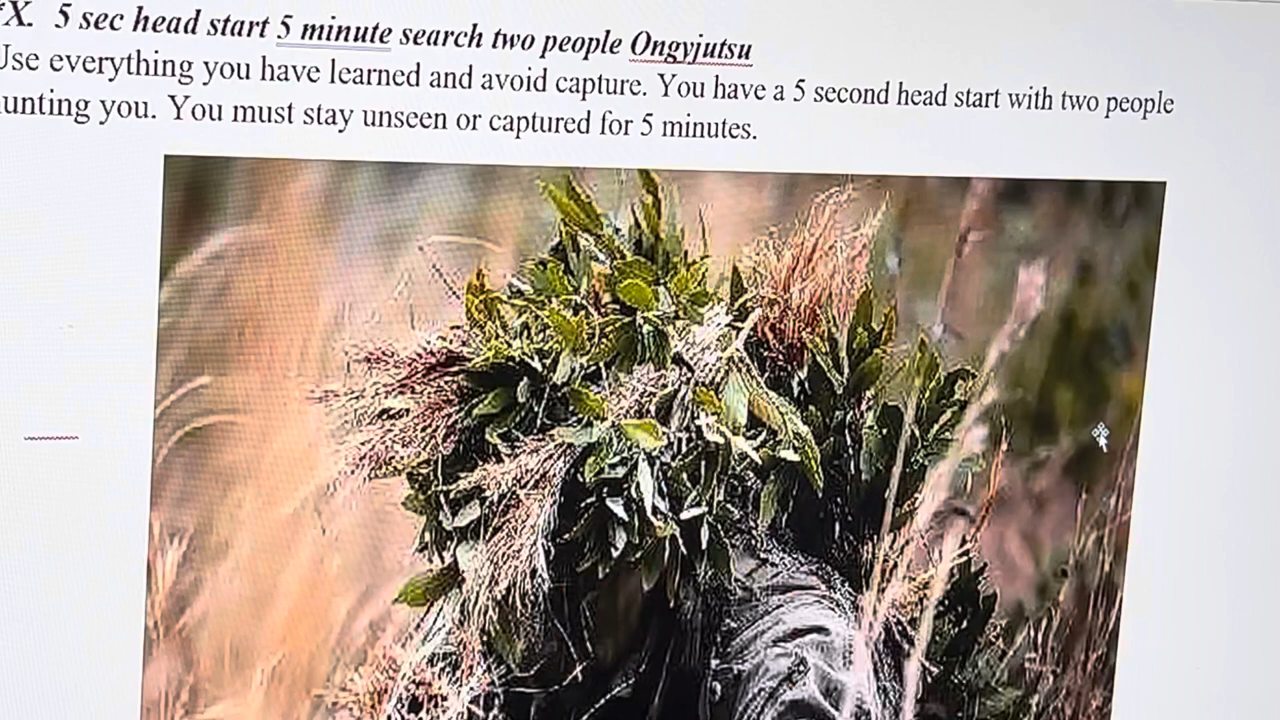 X. 5 sec head start 5 minute search two people Ongyjutsu
Use everything you have learned and avoid capture. You have a 5 second head start with two people
unting you. You must stay unseen or captured for 5 minutes.